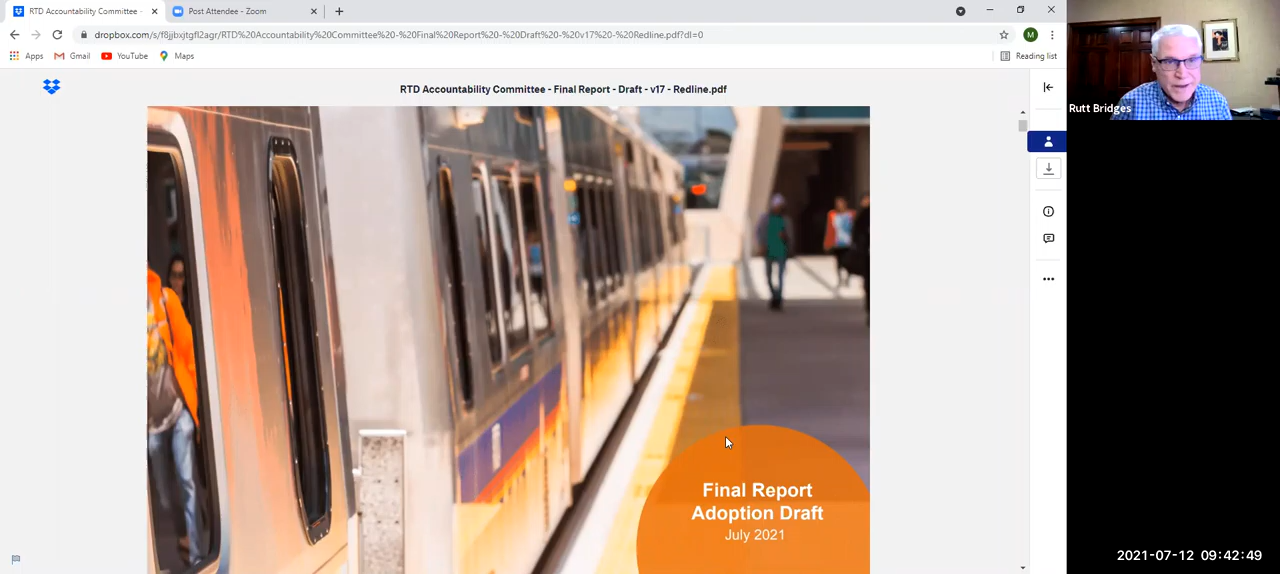 RTD Accountability Committee -
Post Attendee - Zoom
dropbox.com/s/f8jjbxjtgfl2agr/RTD%20Accountability%20Committee%20-%20Final%20Report%20-%20Draft%20-%20v17%20-%20Redline.pdf?dl=0
M
Apps
Gmail
YouTube
Maps
Reading list
RTD Accountability Committee - Final Report - Draft - v17 - Redline.pdf
Rutt Bridges
Final Report
Adoption Draft
July 2021
2021-07-12 09:42:49